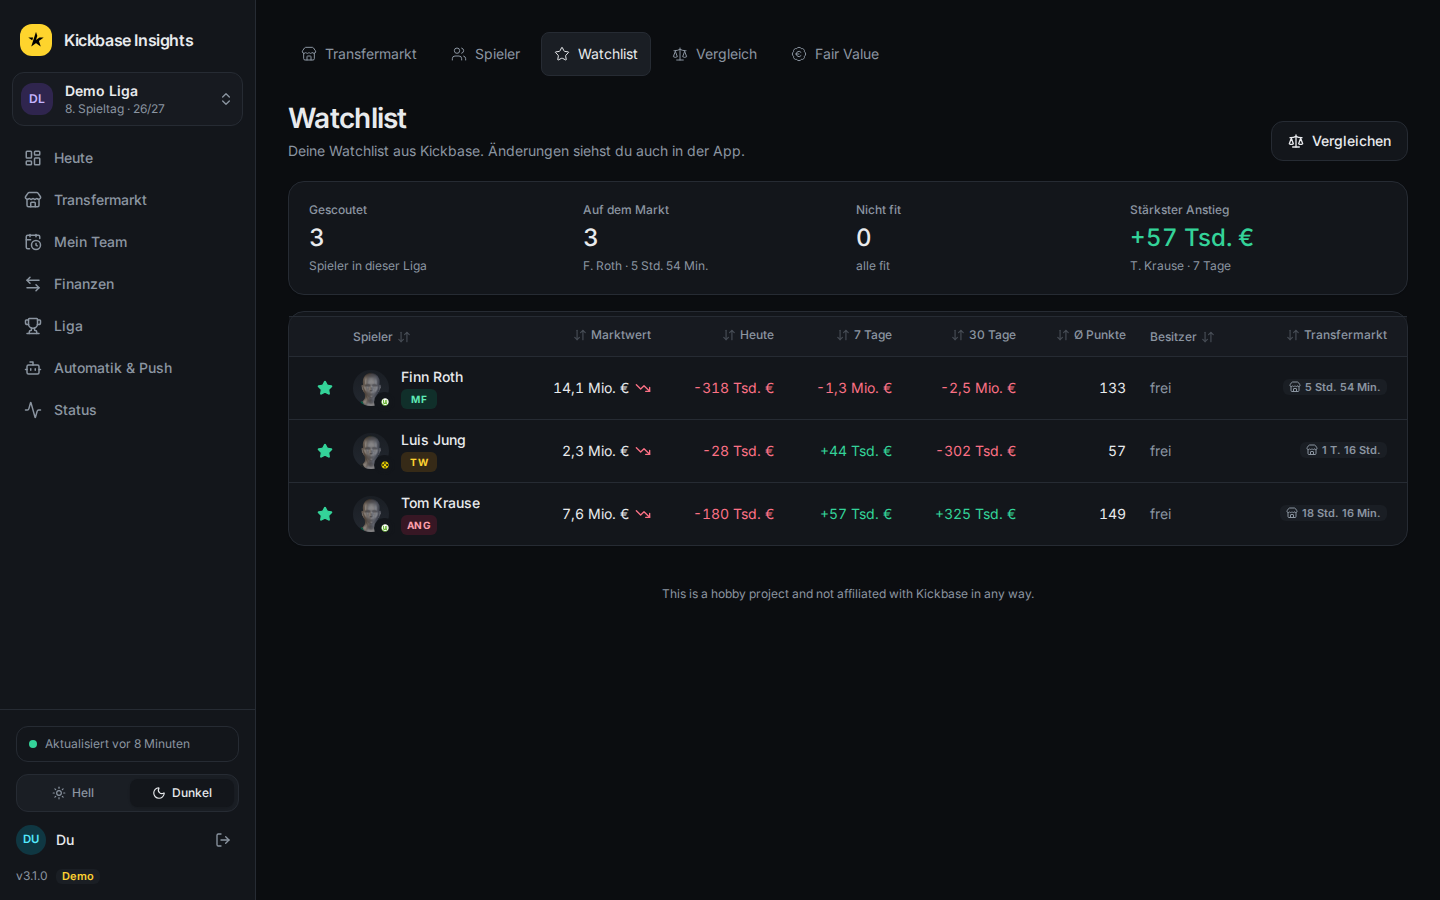 Kickbase Insights
DL
Demo Liga
8. Spieltag · 26/27
Heute
Transfermarkt
Mein Team
Finanzen
Liga
Automatik & Push
Status
Aktualisiert vor 8 Minuten
Hell
Dunkel
DU
Du
v3.1.0
Demo
Transfermarkt
Spieler
Watchlist
Vergleich
Fair Value
Watchlist
Deine Watchlist aus Kickbase. Änderungen siehst du auch in der App.
Vergleichen
Gescoutet
3
Spieler in dieser Liga
Auf dem Markt
3
F. Roth · 5 Std. 54 Min.
Nicht fit
0
alle fit
Stärkster Anstieg
+57 Tsd. €
T. Krause · 7 Tage
Spieler Marktwert Heute 7 Tage 30 Tage Ø Punkte Besitzer Transfermarkt
Finn Roth
MF
14,1 Mio. € -318 Tsd. € -1,3 Mio. € -2,5 Mio. € 133 frei 5 Std. 54 Min.
Luis Jung
TW
2,3 Mio. € -28 Tsd. € +44 Tsd. € -302 Tsd. € 57 frei 1 T. 16 Std.
Tom Krause
ANG
7,6 Mio. € -180 Tsd. € +57 Tsd. € +325 Tsd. € 149 frei 18 Std. 16 Min.
This is a hobby project and not affiliated with Kickbase in any way.